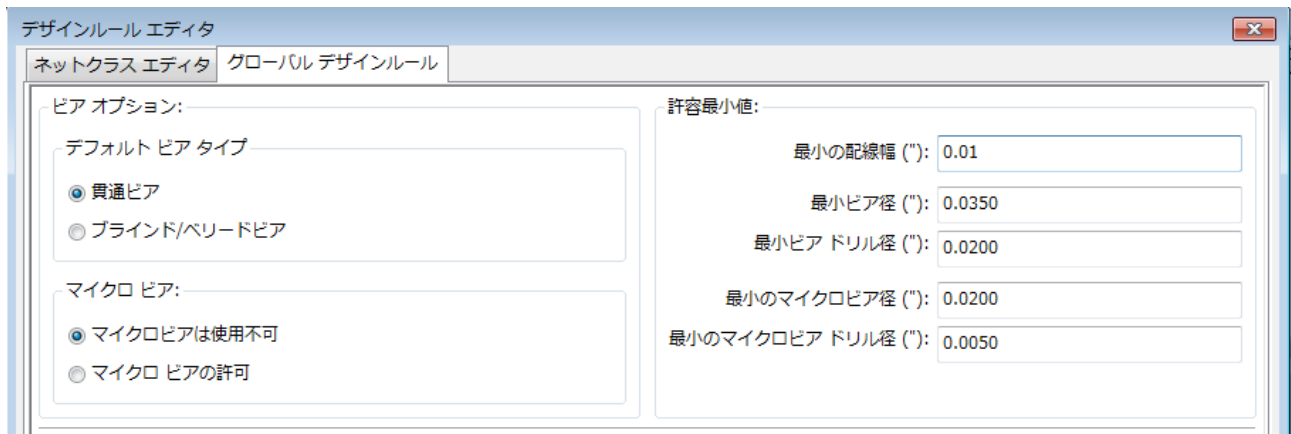 デザインルール エディタ
ネットクラス エディタ
グローバル デザインルール
ビア オプション:
デフォルト ビア タイプ
貫通ビア
ブラインド/ベリードビア
マイクロ ビア:
マイクロビアは使用不可
マイクロ ビアの許可
許容最小値:
最小の配線幅 ("): 0.01
最小ビア径 ("): 0.0350
最小ビア ドリル径 ("): 0.0200
最小のマイクロビア径 ("): 0.0200
最小のマイクロビア ドリル径 ("): 0.0050